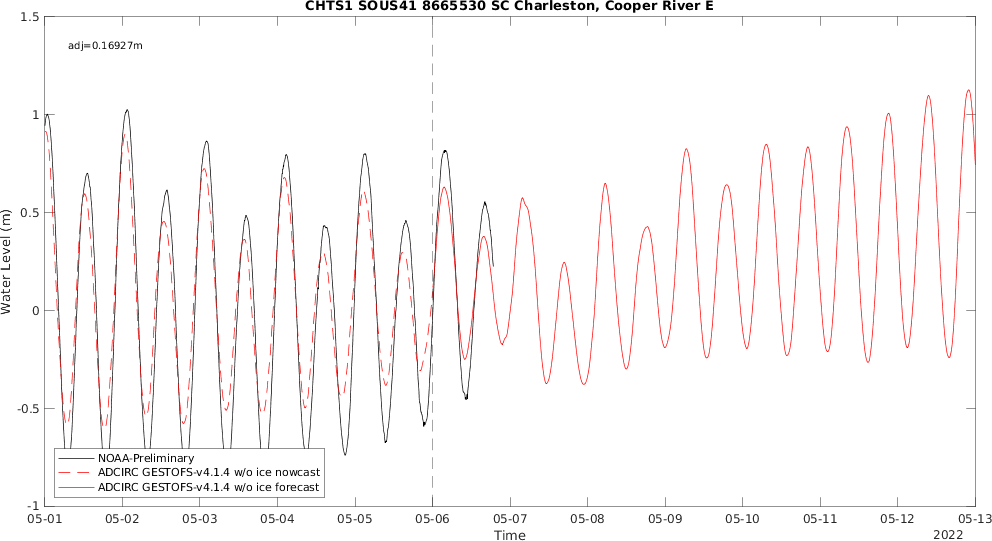 CHTS1 SOUS41 8665530 SC Charleston, Cooper River E
adj=0.16927m
1.5
1
0.5
0
-0.5
-1
Water Level (m)
NOAA-Preliminary
ADCIRC GESTOFS-v4.1.4 w/o ice nowcast
ADCIRC GESTOFS-v4.1.4 w/o ice forecast
05-01 05-02 05-03 05-04 05-05 05-06 05-07 05-08 05-09 05-10 05-11 05-12 05-13
Time
2022